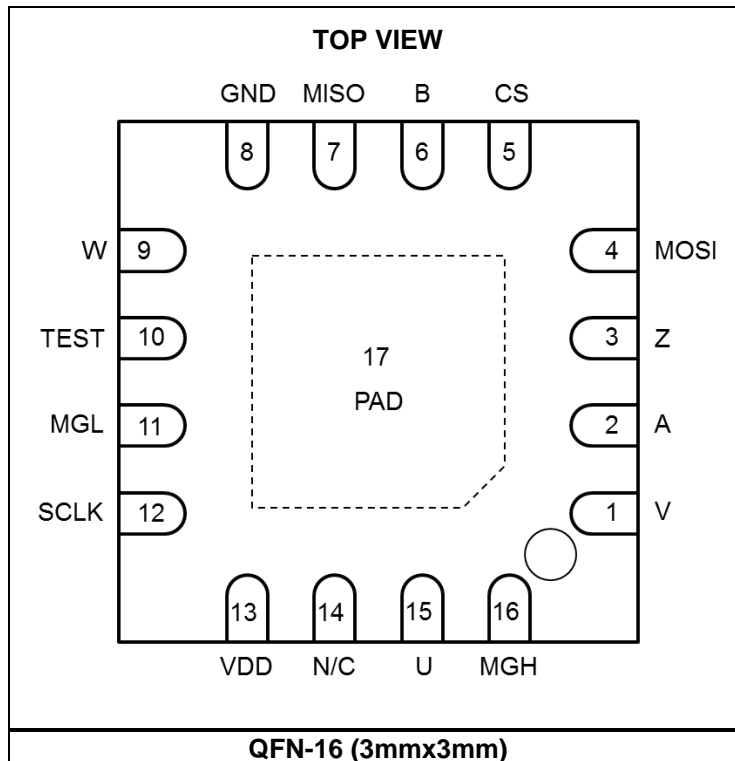 TOP VIEW
GND MISO B CS
8 7 6 5
W 9 4 MOSI
TEST 10 3 Z
17
PAD
MGL 11 2 A
SCLK 12 1 V
13 14 15 16
VDD N/C U MGH
QFN-16 (3mmx3mm)